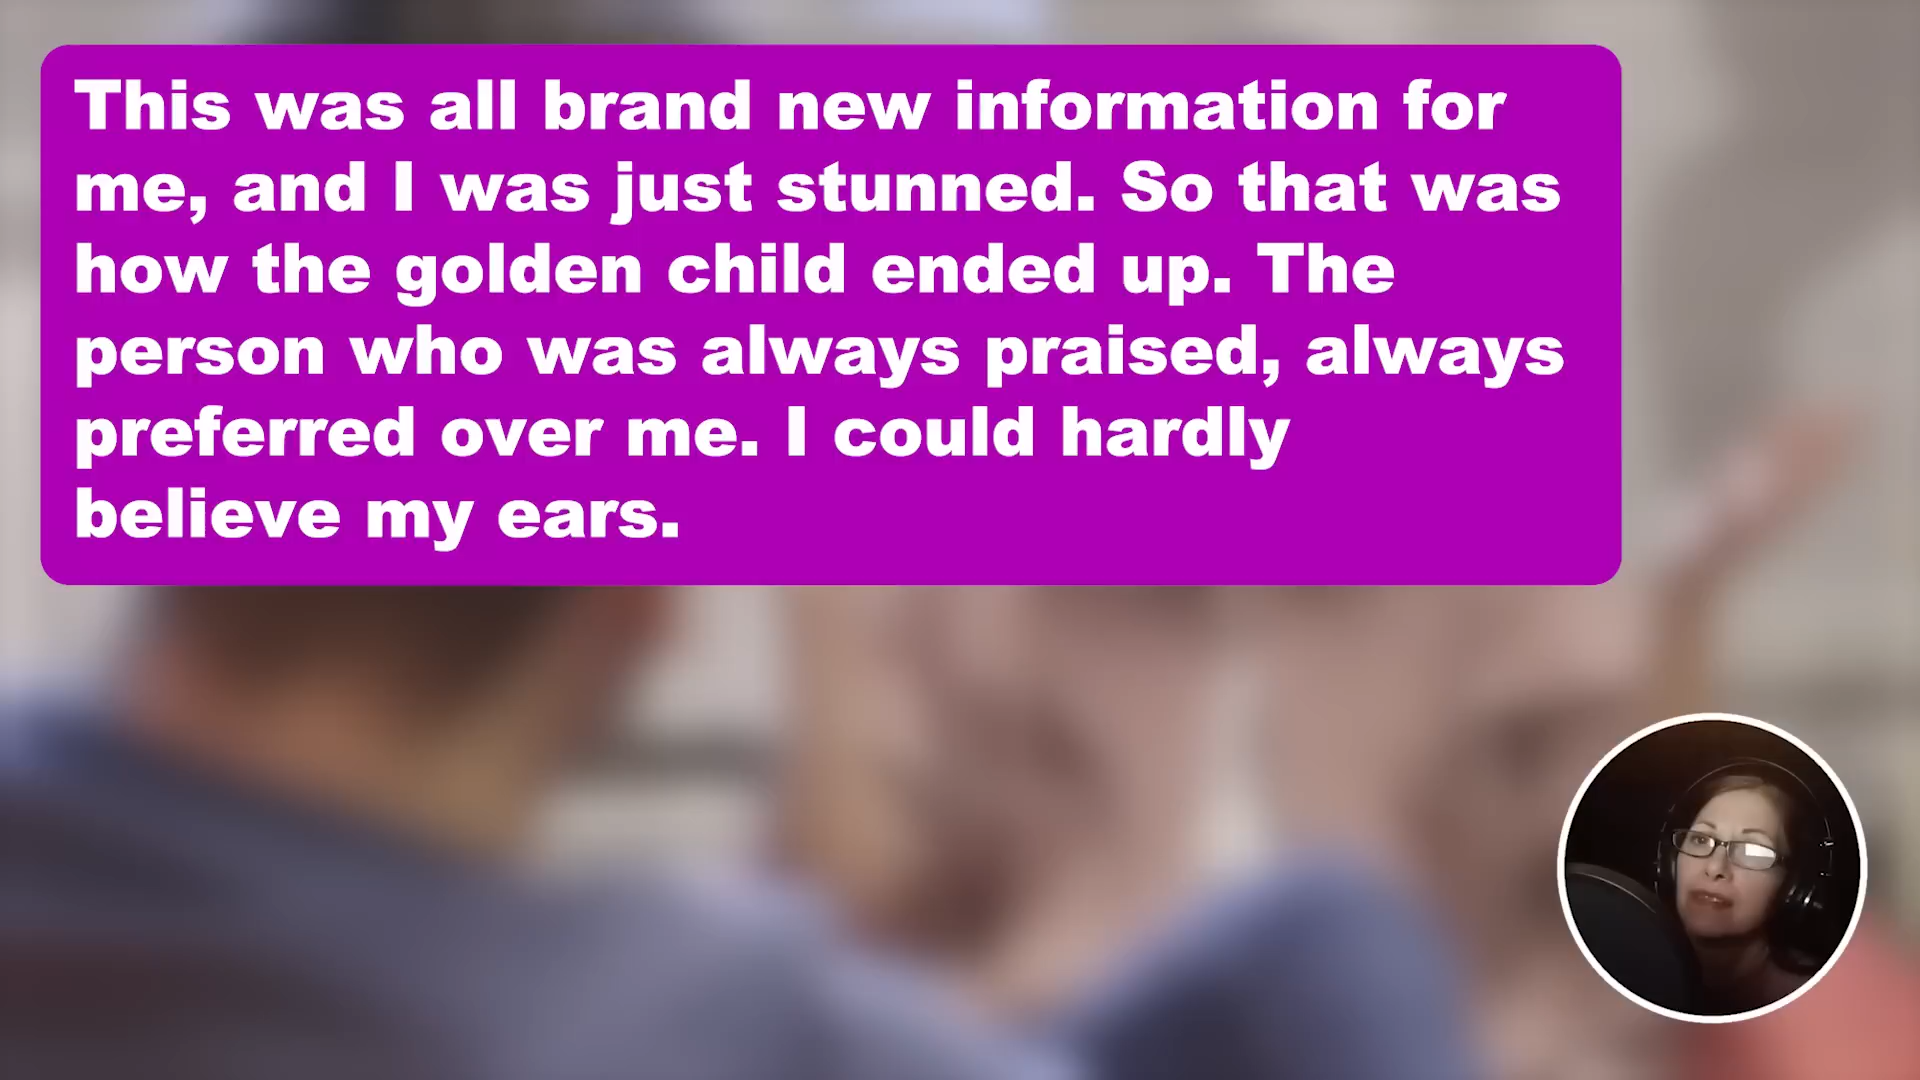 This was all brand new information for
me, and I was just stunned. So that was
how the golden child ended up. The
person who was always praised, always
preferred over me. I could hardly
believe my ears.